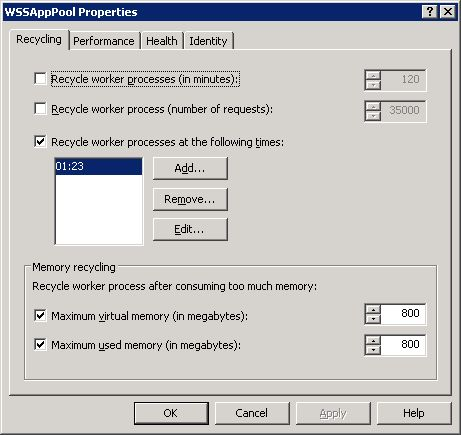 WSSAppPool Properties
Recycling Performance Health Identity
Recycle worker processes (in minutes): 120
Recycle worker process (number of requests): 35000
Recycle worker processes at the following times:
01:23 Add...
Remove...
Edit...
Memory recycling
Recycle worker process after consuming too much memory:
Maximum virtual memory (in megabytes): 800
Maximum used memory (in megabytes): 800
OK Cancel Apply Help